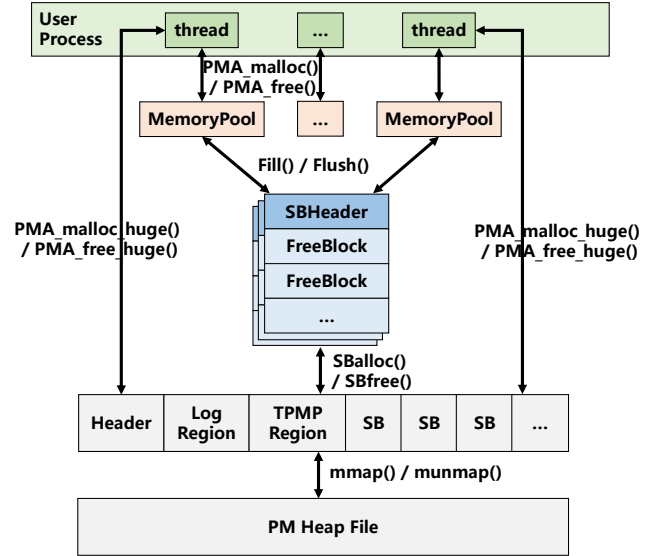 User
Process
thread
...
thread
PMA_malloc()
/ PMA_free()
MemoryPool
...
MemoryPool
Fill() / Flush()
SBHeader
FreeBlock
FreeBlock
...
PMA_malloc_huge()
/ PMA_free_huge()
PMA_malloc_huge()
/ PMA_free_huge()
SBalloc()
/ SBfree()
Header
Log
Region
TPMP
Region
SB
SB
SB
...
mmap() / munmap()
PM Heap File